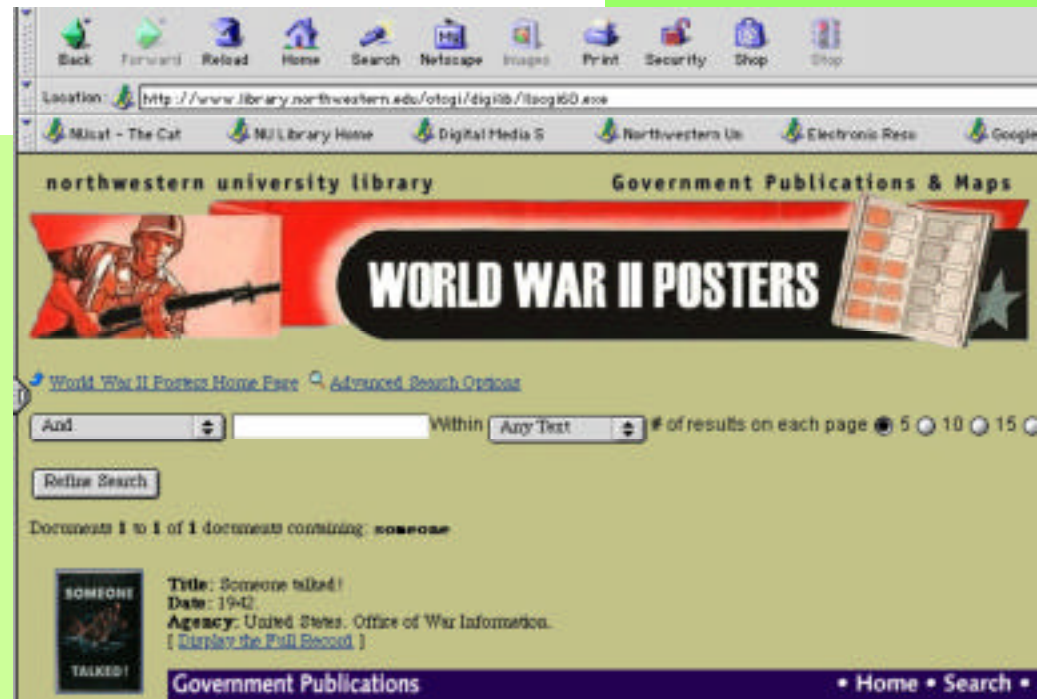 Back Forward Reload Home Search Netscape Images Print Security Shop Stop
Location: http://www.library.northwestern.edu/otcgi/digilib/llscgi60.exe
NUcat - The Cat NU Library Home Digital Media S Northwestern Un Electronic Reso Google
northwestern university library Government Publications & Maps
WORLD WAR II POSTERS
World War II Posters Home Page Advanced Search Options
And Within Any Text # of results on each page 5 10 15
Refine Search
Documents 1 to 1 of 1 documents containing: someone
SOMEONE
TALKED!
Title: Someone talked!
Date: 1942.
Agency: United States. Office of War Information.
[ Display the Full Record ]
Government Publications • Home • Search •